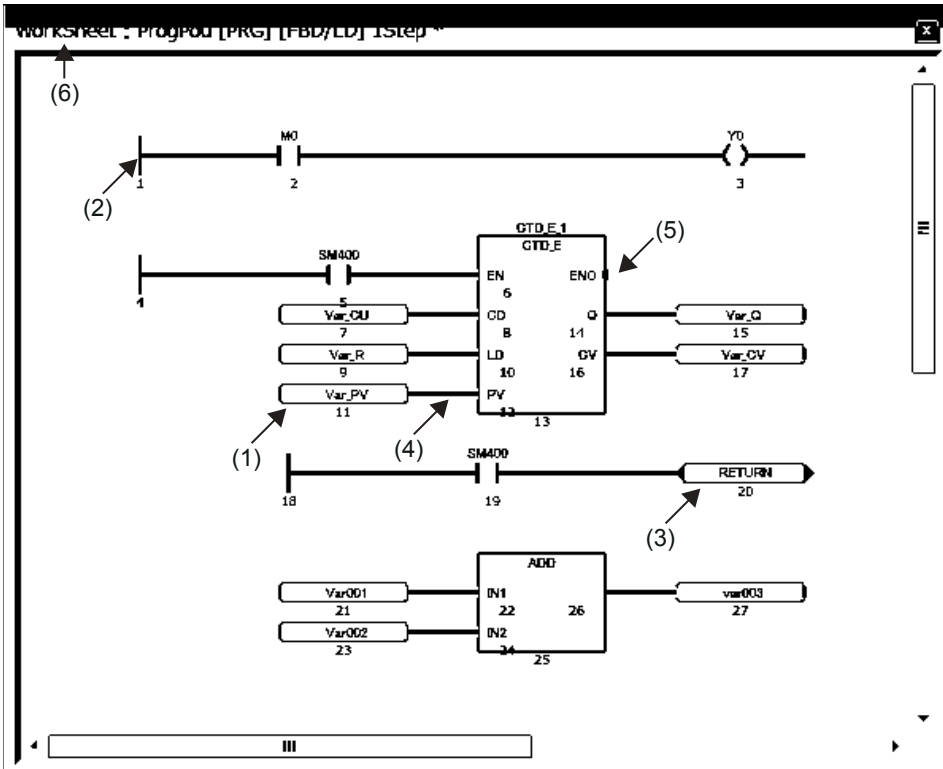 WorkSheet : ProgPou [PRG] [FBD/LD] 1Step *
(6)
M0
Y0
(2)
1
2
3
CTD_E_1
CTD_E
(5)
SM400
EN
ENO
4
5
6
Var_CU
CD
Q
Var_Q
7
8
14
15
Var_R
LD
CV
Var_CV
9
10
16
17
Var_PV
PV
11
12
13
(1)
(4)
SM400
RETURN
18
19
20
(3)
ADD
Var001
IN1
var003
21
22
26
27
Var002
IN2
23
24
25